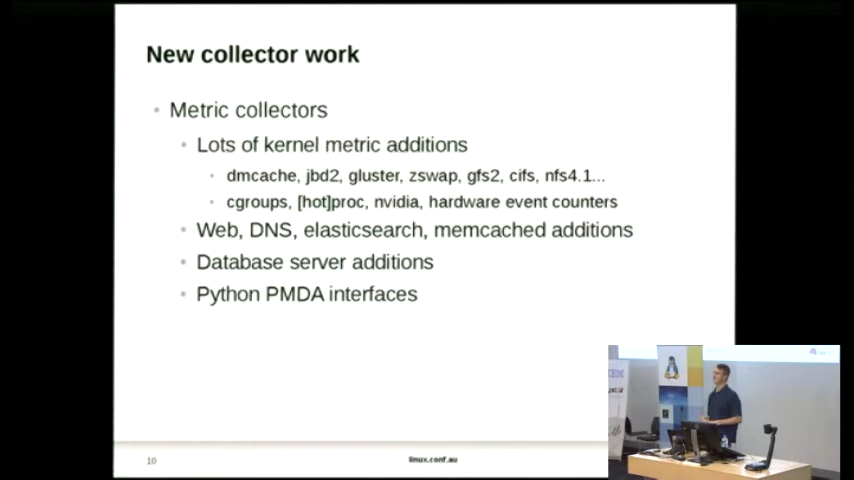 New collector work
Metric collectors
Lots of kernel metric additions
dmcache, jbd2, gluster, zswap, gfs2, cifs, nfs4.1...
cgroups, [hot]proc, nvidia, hardware event counters
Web, DNS, elasticsearch, memcached additions
Database server additions
Python PMDA interfaces
10
linux.conf.au